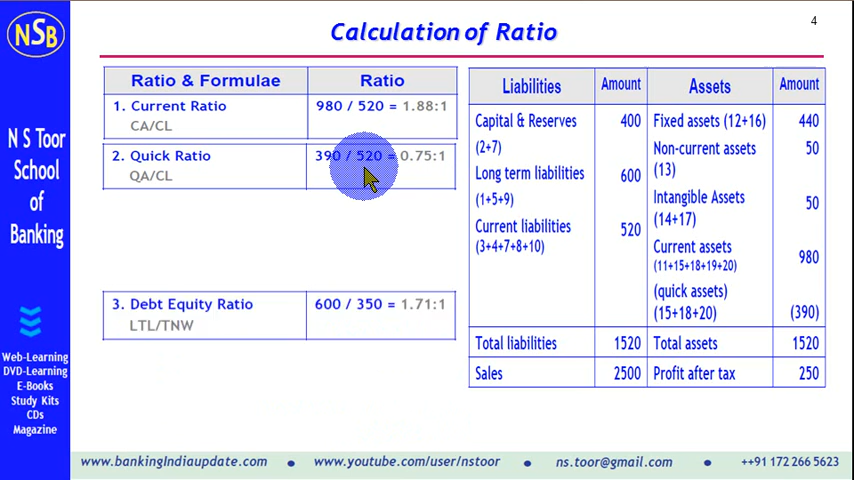 NSB
N S Toor
School
of
Banking
Web-Learning
DVD-Learning
E-Books
Study Kits
CDs
Magazine
4
Calculation of Ratio
Ratio & Formulae Ratio
1. Current Ratio 980 / 520 = 1.88:1
CA/CL
2. Quick Ratio 390 / 520 = 0.75:1
QA/CL
3. Debt Equity Ratio 600 / 350 = 1.71:1
LTL/TNW
Liabilities Amount Assets Amount
Capital & Reserves 400 Fixed assets (12+16) 440
(2+7) Non-current assets 50
Long term liabilities 600 (13)
(1+5+9) Intangible Assets 50
Current liabilities 520 (14+17)
(3+4+7+8+10) Current assets 980
(11+15+18+19+20)
(quick assets)
(15+18+20) (390)
Total liabilities 1520 Total assets 1520
Sales 2500 Profit after tax 250
www.bankingIndiaupdate.com ● www.youtube.com/user/nstoor ● ns.toor@gmail.com ● ++91 172 266 5623